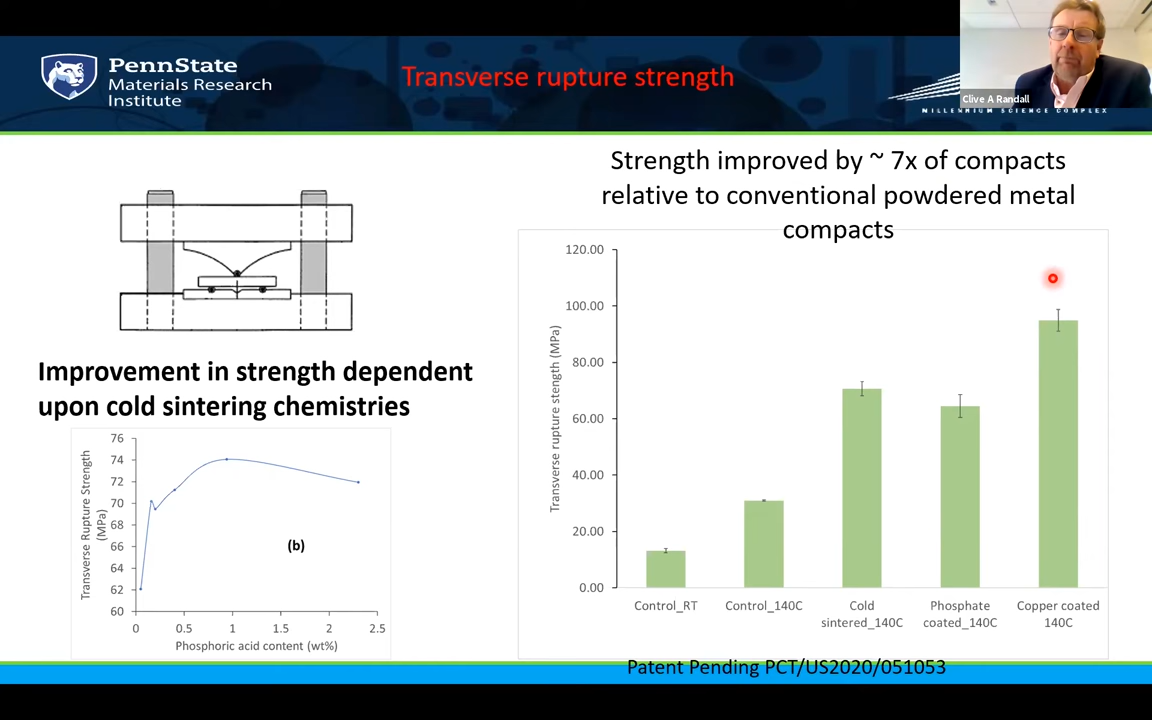 PennState
Materials Research
Institute
Transverse rupture strength
Clive A Randall
MILLENNIUM SCIENCE COMPLEX
Strength improved by ~ 7x of compacts
relative to conventional powdered metal
compacts
Improvement in strength dependent
upon cold sintering chemistries
76
74
72
70
68
66
64
62
60
0
0.5
1
1.5
2
2.5
Transverse Rupture Strength
(MPa)
(b)
Phosphoric acid content (wt%)
120.00
100.00
80.00
60.00
40.00
20.00
0.00
Transverse rupture stength (MPa)
Control_RT
Control_140C
Cold
sintered_140C
Phosphate
coated_140C
Copper coated
140C
Patent Pending PCT/US2020/051053